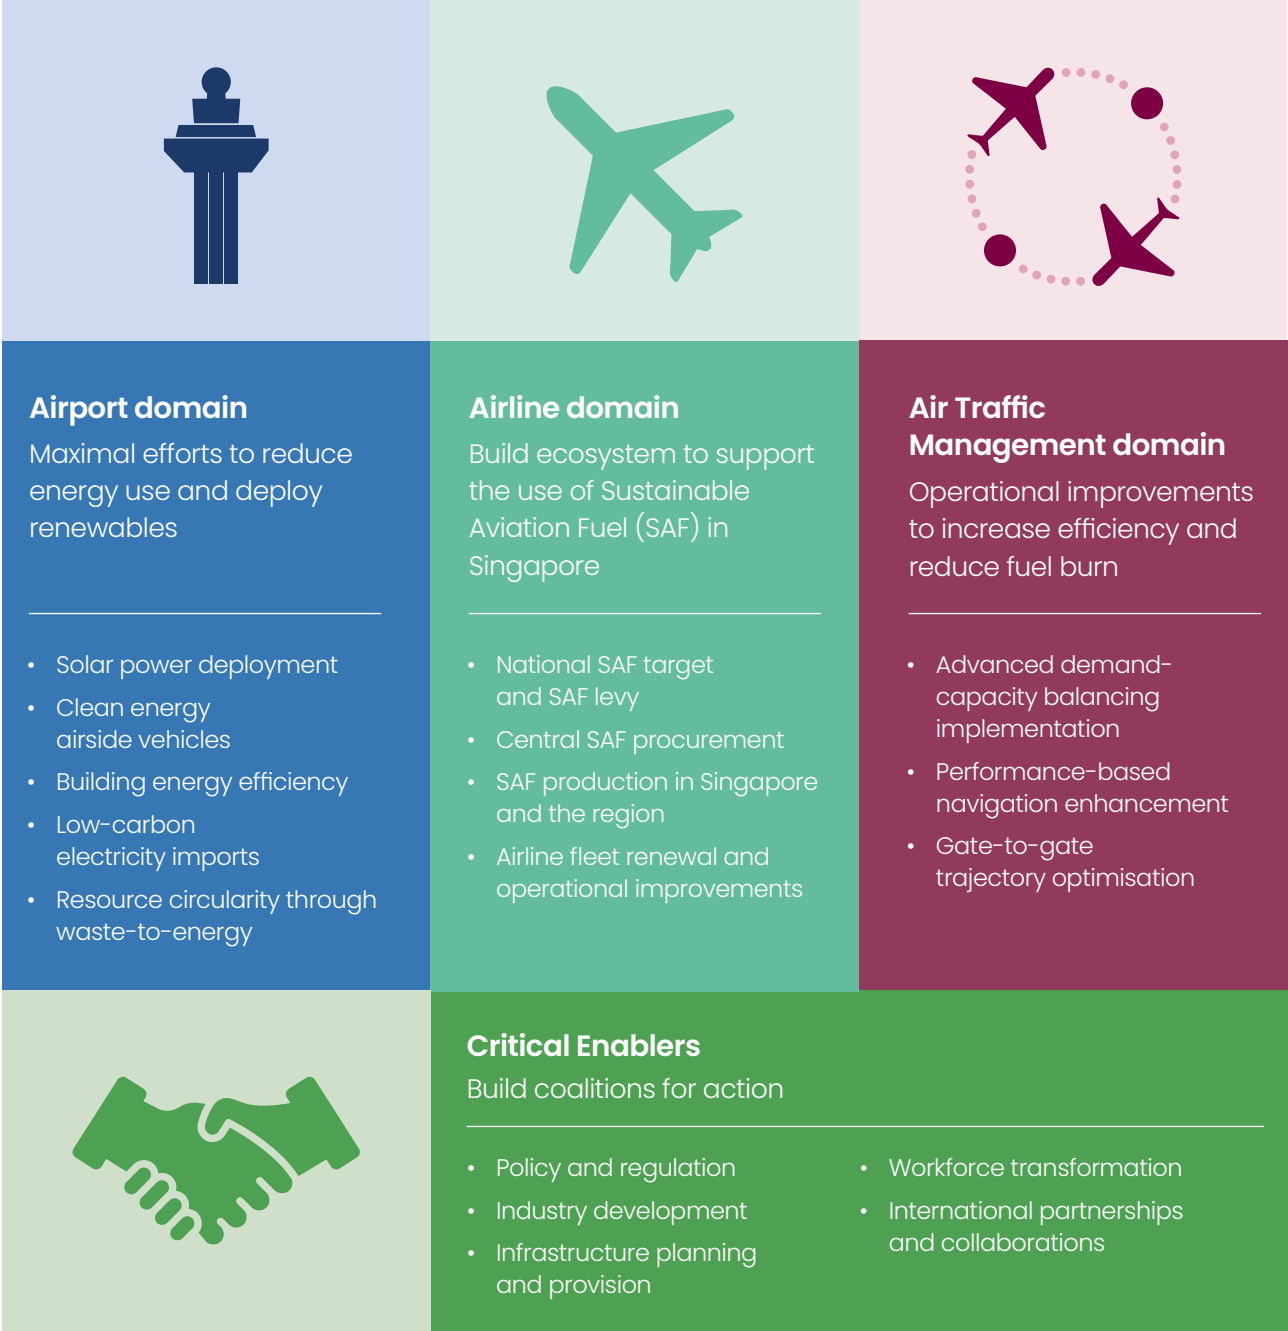 Airport domain
Maximal efforts to reduce
energy use and deploy
renewables
• Solar power deployment
• Clean energy
airside vehicles
• Building energy efficiency
• Low-carbon
electricity imports
• Resource circularity through
waste-to-energy
Airline domain
Build ecosystem to support
the use of Sustainable
Aviation Fuel (SAF) in
Singapore
• National SAF target
and SAF levy
• Central SAF procurement
• SAF production in Singapore
and the region
• Airline fleet renewal and
operational improvements
Air Traffic
Management domain
Operational improvements
to increase efficiency and
reduce fuel burn
• Advanced demand-
capacity balancing
implementation
• Performance-based
navigation enhancement
• Gate-to-gate
trajectory optimisation
Critical Enablers
Build coalitions for action
• Policy and regulation
• Industry development
• Infrastructure planning
and provision
• Workforce transformation
• International partnerships
and collaborations